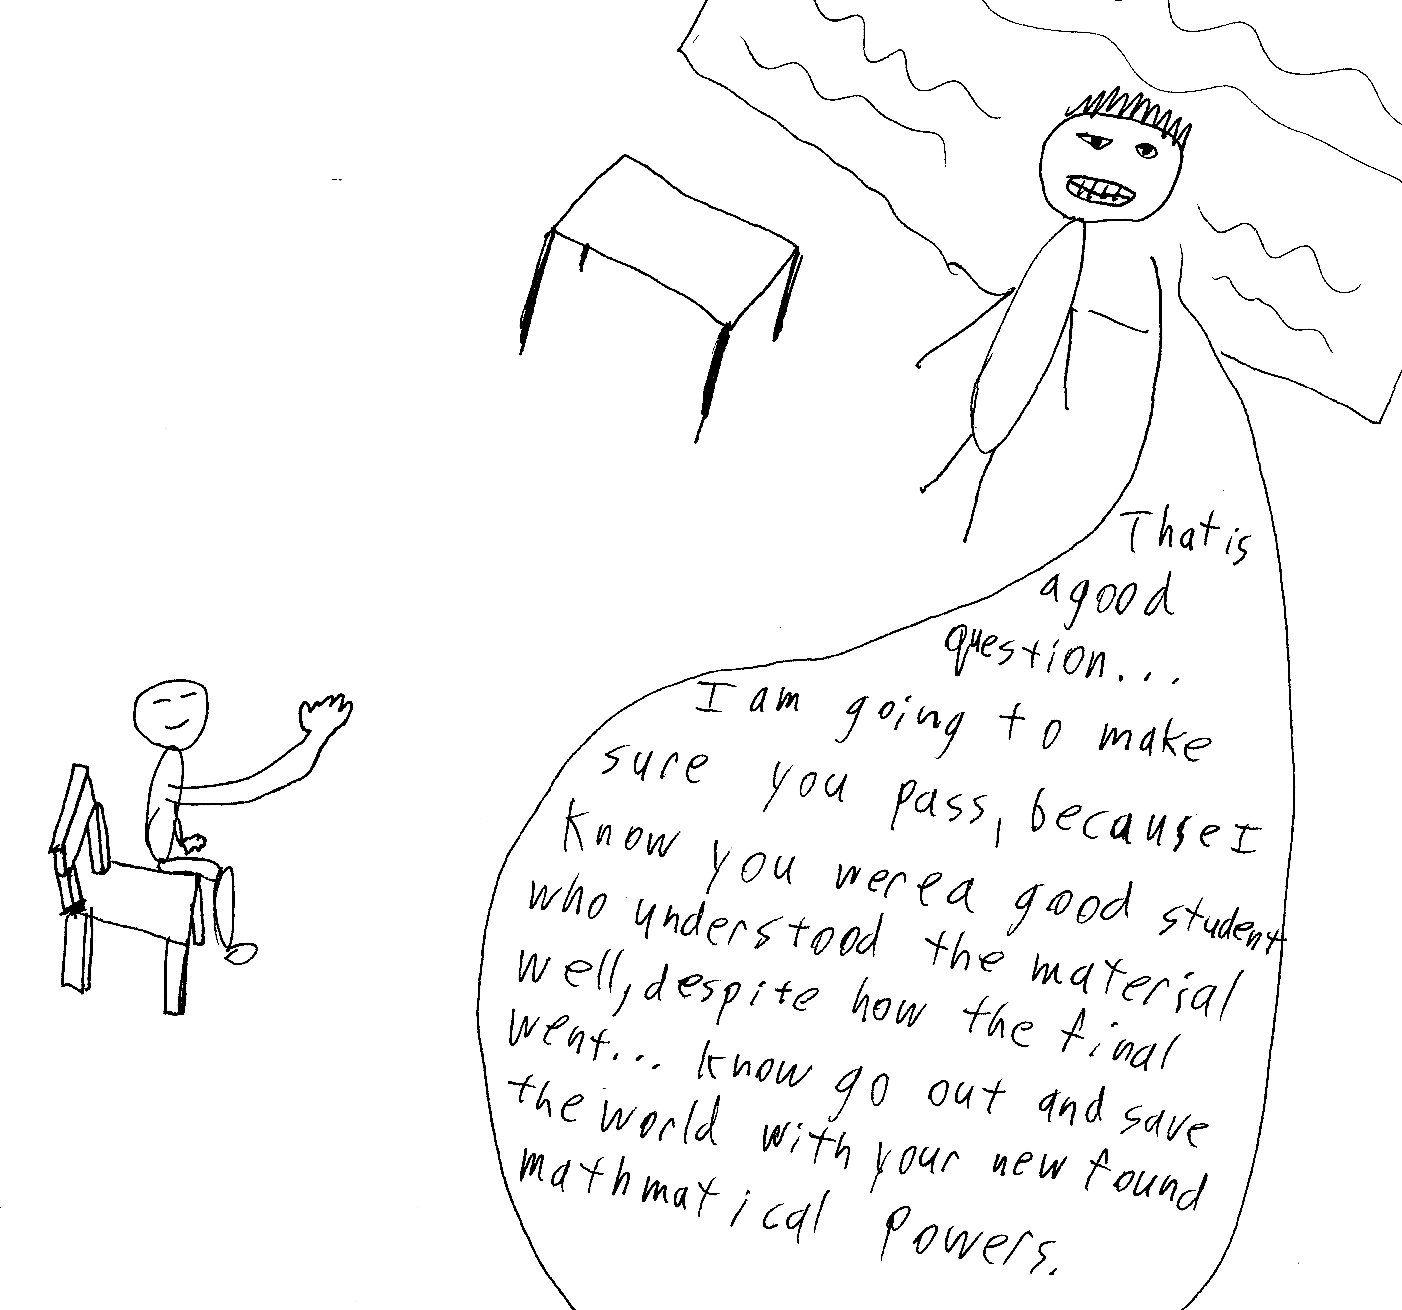 That is
a good
question...
I am going to make
sure you pass, because I
know you were a good student
who understood the material
well, despite how the final
went... know go out and save
the world with your new found
mathmatical powers.